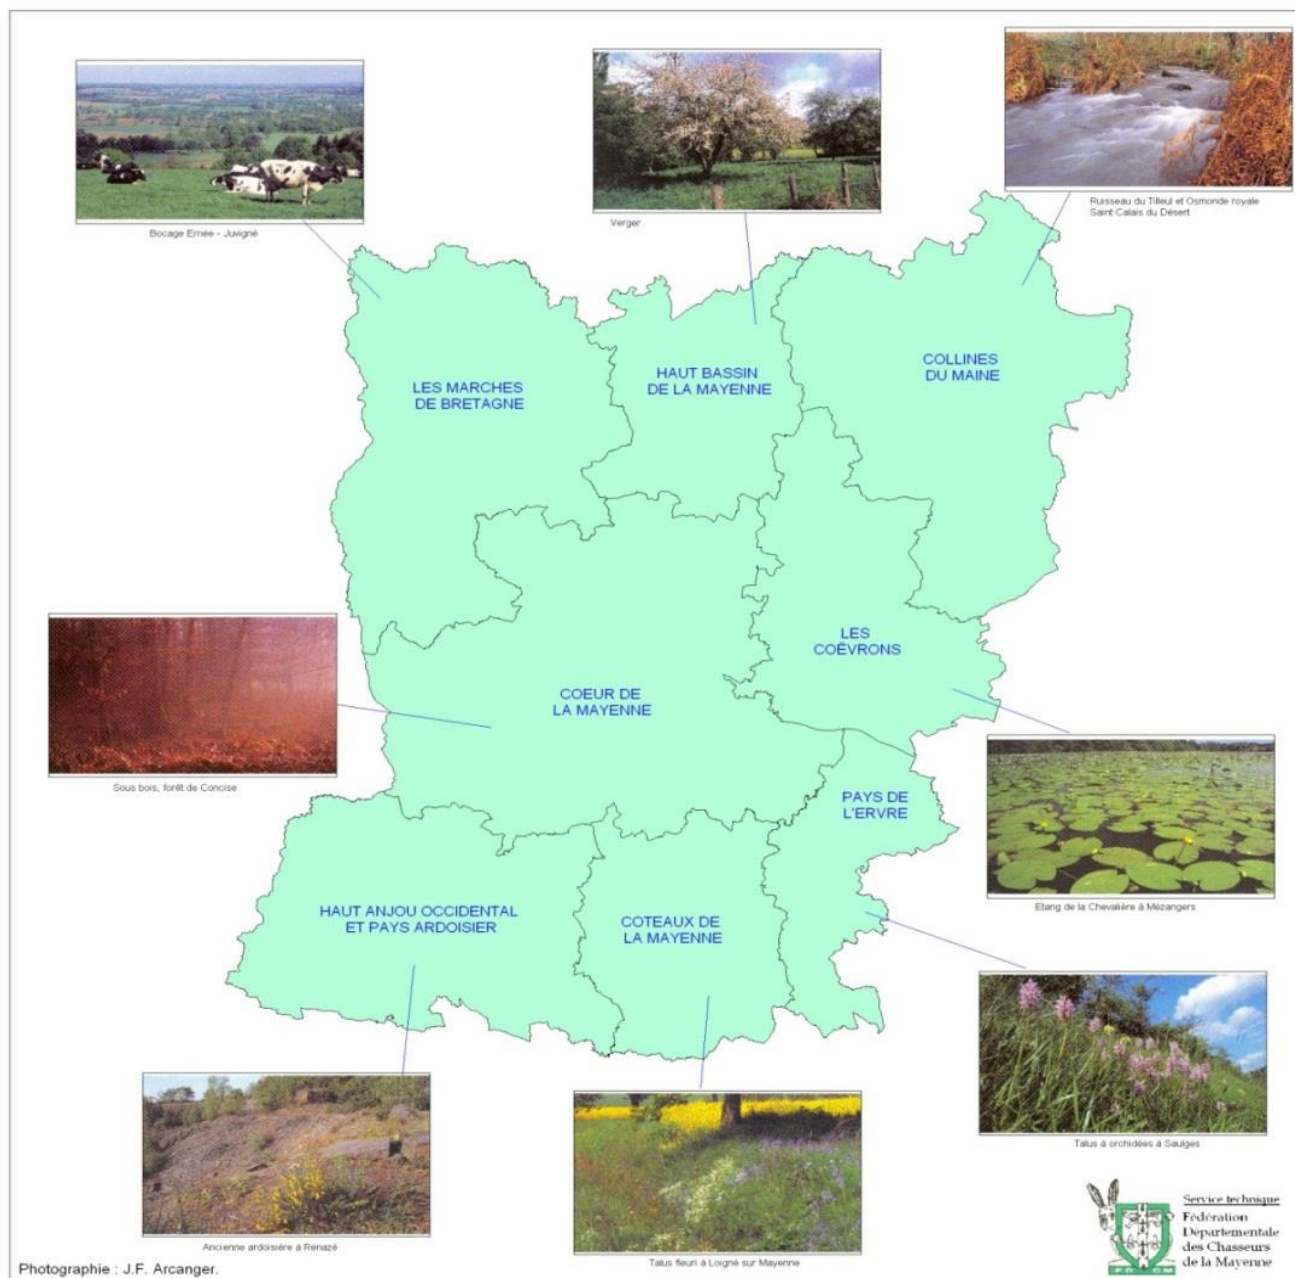 Bocage Ernée - Juvigné
Verger
Ruisseau du Tilleul et Osmonde royale
Saint Calais du Désert
LES MARCHES
DE BRETAGNE
HAUT BASSIN
DE LA MAYENNE
COLLINES
DU MAINE
LES
COËVRONS
COEUR DE
LA MAYENNE
Sous bois, forêt de Concise
PAYS DE
L'ERVRE
Etang de la Chevalière à Mézangers
HAUT ANJOU OCCIDENTAL
ET PAYS ARDOISIER
COTEAUX DE
LA MAYENNE
Talus à orchidées à Saulges
Ancienne ardoisière à Renazé
Talus fleuri à Loigné sur Mayenne
Photographie : J.F. Arcanger.
Service technique
Fédération
Départementale
des Chasseurs
de la Mayenne
F D C M